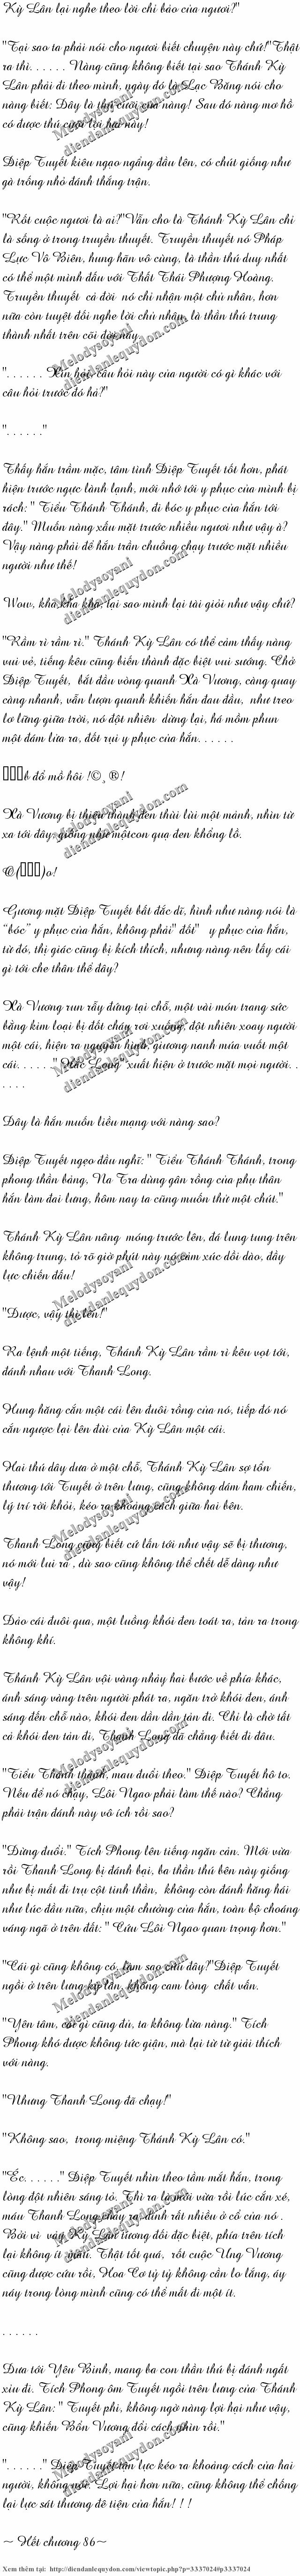 Kỳ Lân lại nghe theo lời chỉ bảo của ngươi?"
"Tại sao ta phải nói cho ngươi biết chuyện này chứ!"Thật
ra thì. . . . . . Nàng cũng không biết tại sao Thánh Kỳ
Lân phải đi theo mình, ngày đó là Lạc Băng nói cho
nàng biết: Đây là thú cưỡi của nàng! Sau đó nàng mơ hồ
có được thú cưỡi lợi hại này!
Diệp Tuyết kiêu ngạo ngẩng đầu lên, có chút giống như
gà trống nhỏ đánh thắng trận.
"Rốt cuộc ngươi là ai?"Vẫn cho là Thánh Kỳ Lân chỉ
là sống ở trong truyền thuyết. Truyền thuyết nó Pháp
Lực Vô Biên, hung hãn vô cùng, là thần thú duy nhất
có thể một mình đấu với Thất Thái Phượng Hoàng.
Truyền thuyết cả đời nó chỉ nhận một chủ nhân, hơn
nữa còn tuyệt đối nghe lời chủ nhân, là thần thú trung
thành nhất trên cõi đời này.
". . . . . . Xin hỏi, câu hỏi này của ngươi có gì khác với
câu hỏi trước đó hả?"
". . . . . ."
Thấy hắn trầm mặc, tâm tình Diệp Tuyết tốt hơn, phát
hiện trước ngực lành lạnh, mới nhớ tới y phục của mình bị
rách: " Tiểu Thánh Thánh, đi bóc y phục của hắn tới
đây." Muốn nàng xấu mặt trước nhiều người như vậy à?
Vậy nàng phải để hắn trần chuồng chạy trước mặt nhiều
người như thế!
Wow, kha kha kha, tại sao mình lại tài giỏi như vậy chứ?
"Rầm rì rầm rì." Thánh Kỳ Lân có thể cảm thấy nàng
vui vẻ, tiếng kêu cũng biến thành đặc biệt vui sướng. Chở
Diệp Tuyết, bắt đầu vòng quanh Xà Vương, càng quay
càng nhanh, vẫn lượn quanh khiến hắn đau đầu, như treo
lơ lửng giữa trời, nó đột nhiên dừng lại, há mồm phun
một đám lửa ra, đốt rụi y phục của hắn. . . . . .
b đổ mồ hôi !©¸®!
Xà Vương bị thiện thành đen thùi lùi một mảnh, nhìn từ
xa tới đây, giống như mộtcon quạ đen khổng lồ.
O( )o!
Gương mặt Diệp Tuyết bất đắc dĩ, hình như nàng nói là
"bóc" y phục của hắn, không phải" đốt" y phục của hắn,
từ đó, thị giác cũng bị kích thích, nhưng nàng nên lấy cái
gì tới che thân thể đây?
Xà Vương run rẩy đứng tại chỗ, một vài món trang sức
bằng kim loại bị đốt cháy rơi xuống, đột nhiên xoay người
một cái, hiện ra nguyên hình, giương nanh múa vuốt một
cái. . . . . . " Hắc Long "xuất hiện ở trước mặt mọi người. .
. . . .
Đây là hắn muốn liều mạng với nàng sao?
Diệp Tuyết ngẹo đầu nghĩ: " Tiểu Thánh Thánh, trong
phong thần bảng, Na Tra dùng gân rồng của phụ thân
hắn làm đai lưng, hôm nay ta cũng muốn thử một chút."
Thánh Kỳ Lân nâng móng trước lên, đá lung tung trên
không trung, tỏ rõ giờ phút này nó cảm xúc dồi dào, đầy
lực chiến đấu!
"Được, vậy thì lên!"
Ra lệnh một tiếng, Thánh Kỳ Lân rầm rì kêu vọt tới,
đánh nhau với Thanh Long.
Hung hăng cắn một cái lên đuôi rồng của nó, tiếp đó nó
cắn ngược lại lên đùi của Kỳ Lân một cái.
Hai thú dây dưa ở một chỗ, Thánh Kỳ Lân sợ tổn
thương tới Tuyết ở trên lưng, cũng không dám ham chiến,
lý trí rời khỏi, kéo ra khoảng cách giữa hai bên.
Thanh Long cũng biết cứ lấn tới như vậy sẽ bị thương,
nó mới lui ra , dù sao cũng không thể chết dễ dàng như
vậy!
Đảo cái đuôi qua, một luồng khói đen toát ra, tản ra trong
không khí.
Thánh Kỳ Lân vội vàng nhảy hai bước về phía khác,
ánh sáng vàng trên người phát ra, ngăn trở khói đen, ánh
sáng đến chỗ nào, khói đen dần dần tản đi. Chỉ là chờ tất
cả khói đen tản đi, Thanh Long đã chẳng biết đi đâu.
"Tiểu Thánh thánh, mau đuổi theo." Diệp Tuyết hô to.
Nếu để nó chạy, Lôi Ngao phải làm thế nào? Chẳng
phải trận đánh này vô ích rồi sao?
"Đừng đuổi." Tích Phong lên tiếng ngăn cản. Mới vừa
rồi Thanh Long bị đánh bại, ba thần thú bên này giống
như bị mất đi trụ cột tinh thần, không còn đánh hăng hái
như lúc đầu nữa, chịu một chưởng của hắn, toàn bộ choáng
váng ngã ở trên đất: " Cứu Lôi Ngao quan trọng hơn."
"Cái gì cũng không có, làm sao cứu đây?"Diệp Tuyết
ngồi ở trên lưng kỳ lân, không cam lòng chất vấn.
"Yên tâm, cái gì cũng đủ, ta không lừa nàng." Tích
Phong khó được không tức giận, mà lại từ từ giải thích
với nàng.
"Nhưng Thanh Long đã chạy!"
"Không sao, trong miệng Thánh Kỳ Lân có."
"Ếc. . . . . ." Diệp Tuyết nhìn theo tầm mắt hắn, trong
lòng đột nhiên sáng tỏ. Thì ra là mới vừa rồi lúc cắn xé,
máu Thanh Long chảy ra, dính rất nhiều ở cổ của nó .
Bởi vì vảy Kỳ Lân tương đối đặc biệt, phía trên tích
lại không ít máu. Thật tốt quá, rốt cuộc Ưng Vương
cũng được cứu rồi, Hoa Cơ tỷ tỷ không cần lo lắng, áy
náy trong lòng mình cũng có thể mất đi một ít.
. . . . . .
Đưa tới Yêu Binh, mang ba con thần thú bị đánh ngất
xỉu đi. Tích Phong ôm Tuyết ngồi trên lưng của Thánh
Kỳ Lân: " Tuyết phi, không ngờ nàng lợi hại như vậy,
cũng khiến Bổn Vương đổi cách nhìn rồi."
". . . . . ." Diệp Tuyết tận lực kéo ra khoảng cách của hai
người, không nói. Lợi hại hơn nữa, cũng không thể chống
lại lực sát thương đê tiện của hắn! ! !
~ Hết chương 86~
Xem thêm tại: http://diendanlequydon.com/viewtopic.php?p=3337024#p3337024